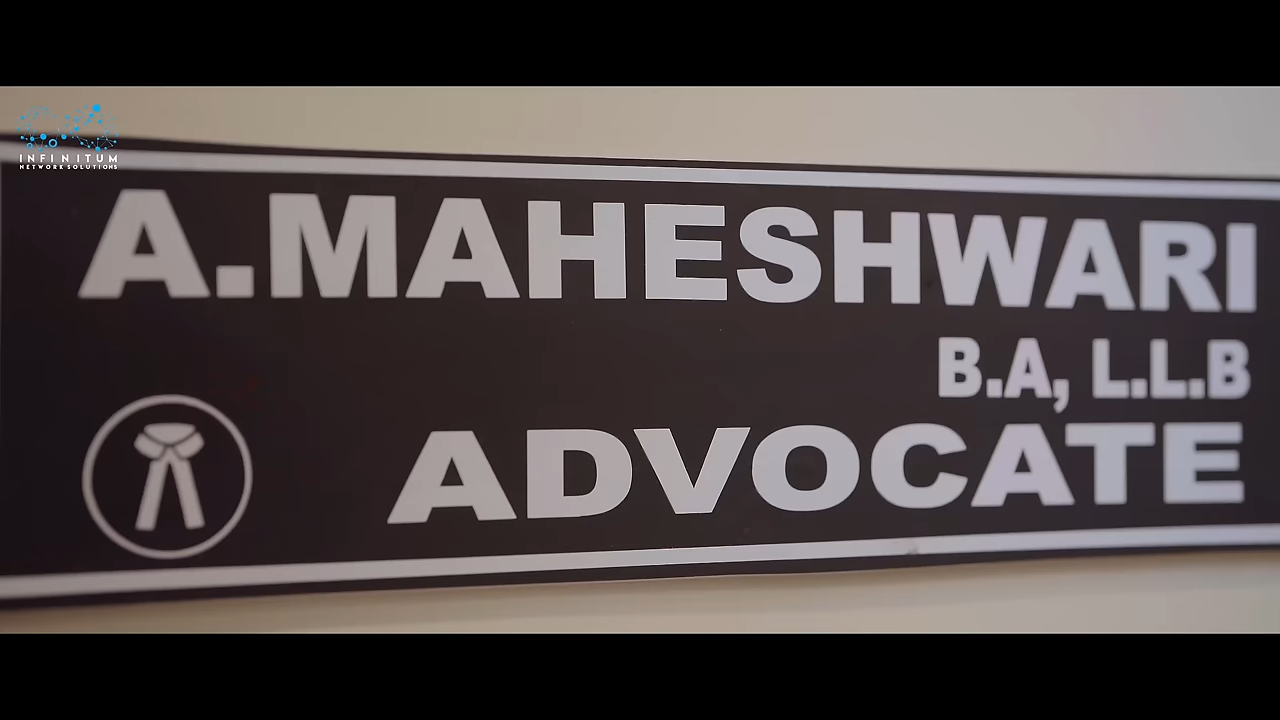 INFINITUM
NETWORK SOLUTIONS
A.MAHESHWARI
B.A, L.L.B
ADVOCATE